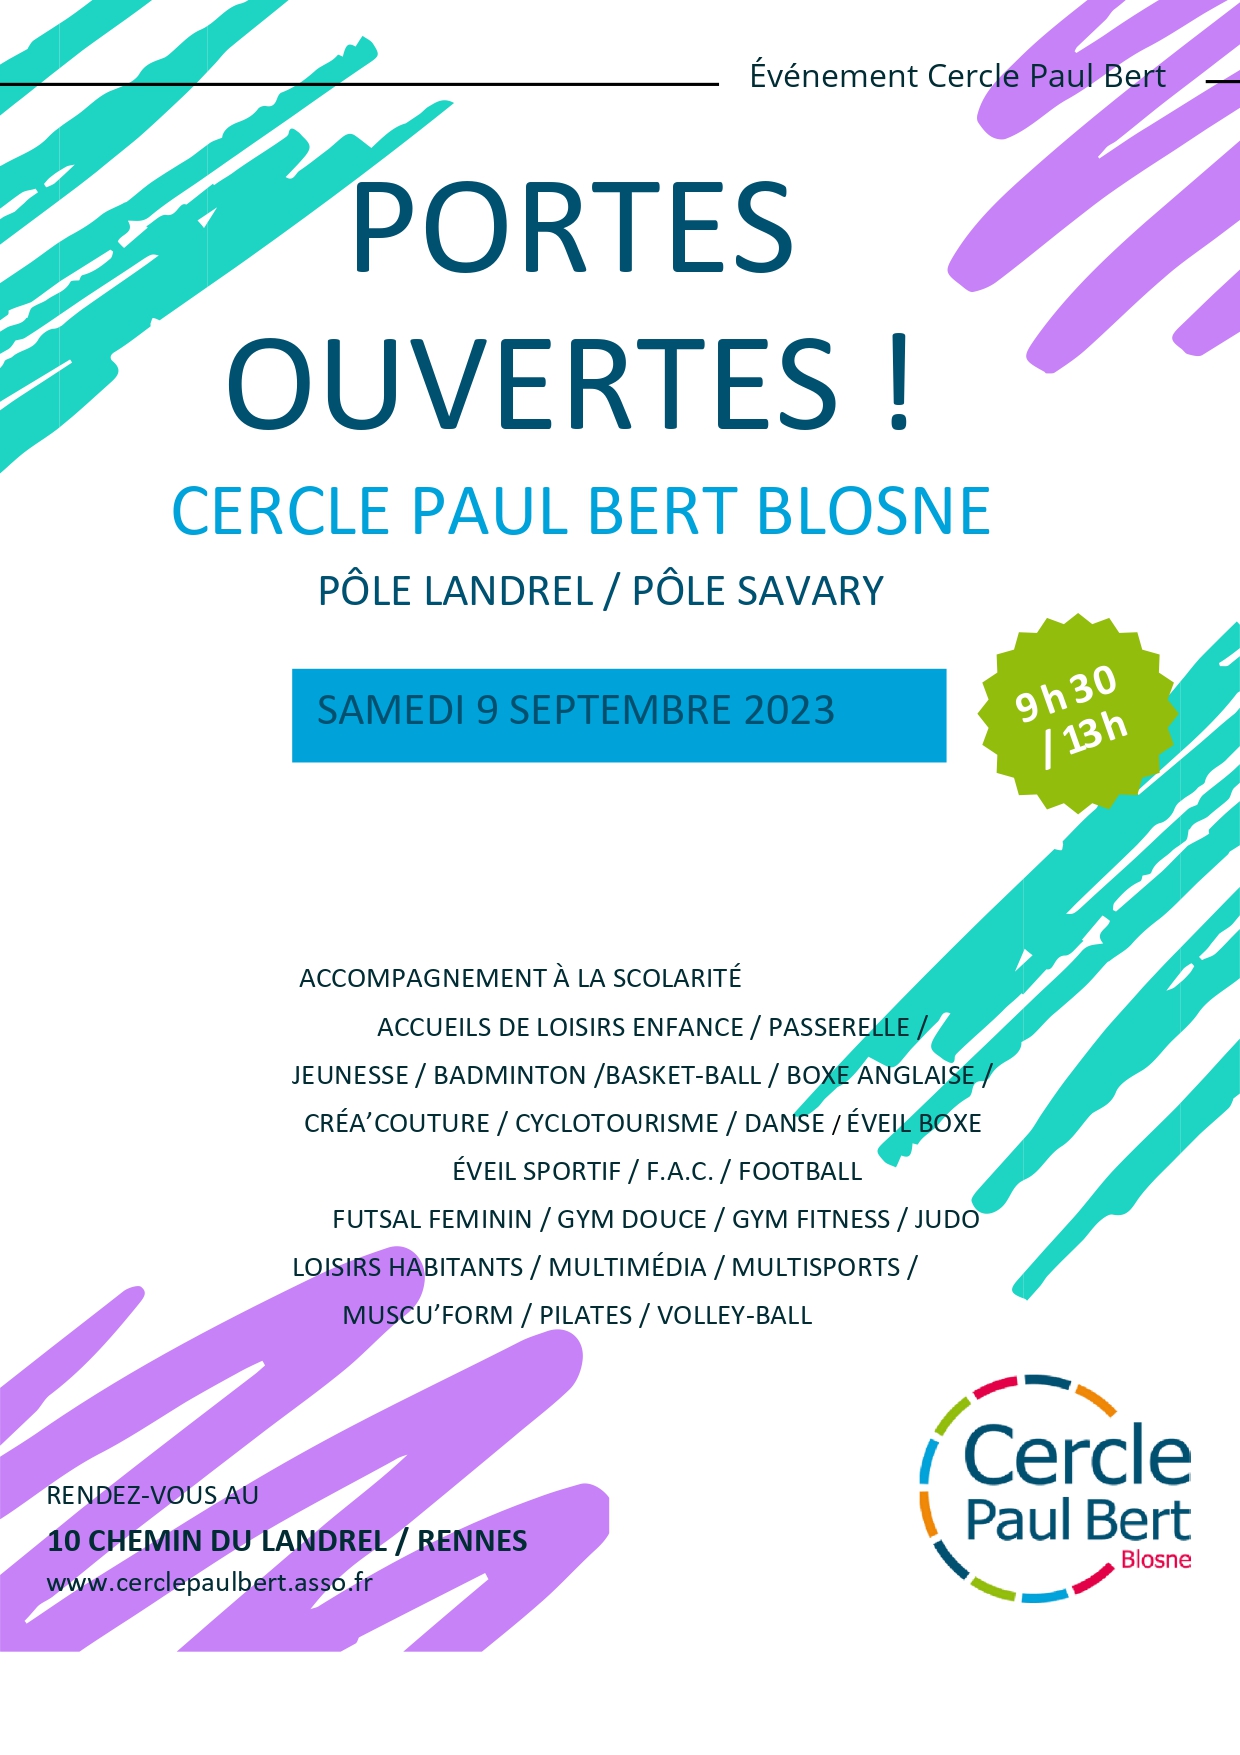 Événement Cercle Paul Bert
PORTES
OUVERTES !
CERCLE PAUL BERT BLOSNE
PÔLE LANDREL / PÔLE SAVARY
SAMEDI 9 SEPTEMBRE 2023
9h30
/ 13h
ACCOMPAGNEMENT À LA SCOLARITÉ
ACCUEILS DE LOISIRS ENFANCE / PASSERELLE /
JEUNESSE / BADMINTON /BASKET-BALL / BOXE ANGLAISE /
CRÉA’COUTURE / CYCLOTOURISME / DANSE / ÉVEIL BOXE
ÉVEIL SPORTIF / F.A.C. / FOOTBALL
FUTSAL FEMININ / GYM DOUCE / GYM FITNESS / JUDO
LOISIRS HABITANTS / MULTIMÉDIA / MULTISPORTS /
MUSCU’FORM / PILATES / VOLLEY-BALL
RENDEZ-VOUS AU
10 CHEMIN DU LANDREL / RENNES
www.cerclepaulbert.asso.fr
Cercle
Paul Bert
Blosne